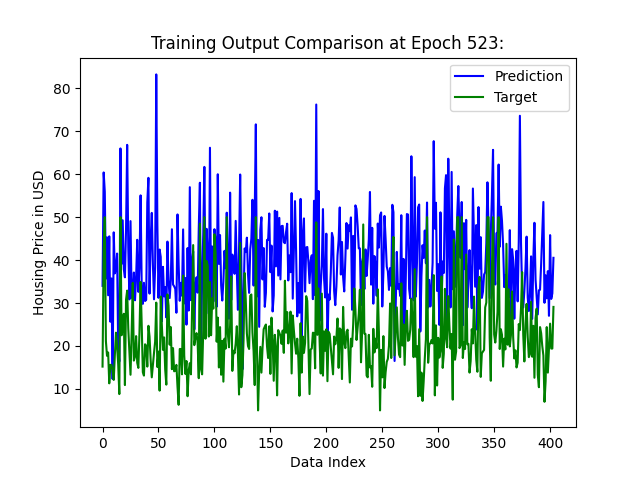 Training Output Comparison at Epoch 523:
Prediction
Target
Housing Price in USD
80
70
60
50
40
30
20
10
0 50 100 150 200 250 300 350 400
Data Index